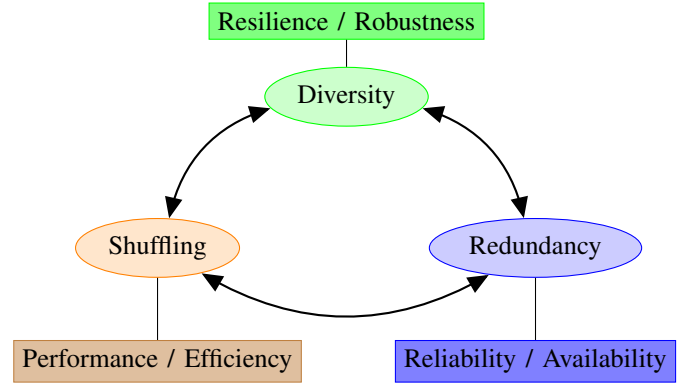 Resilience / Robustness
Diversity
Shuffling
Redundancy
Performance / Efficiency
Reliability / Availability